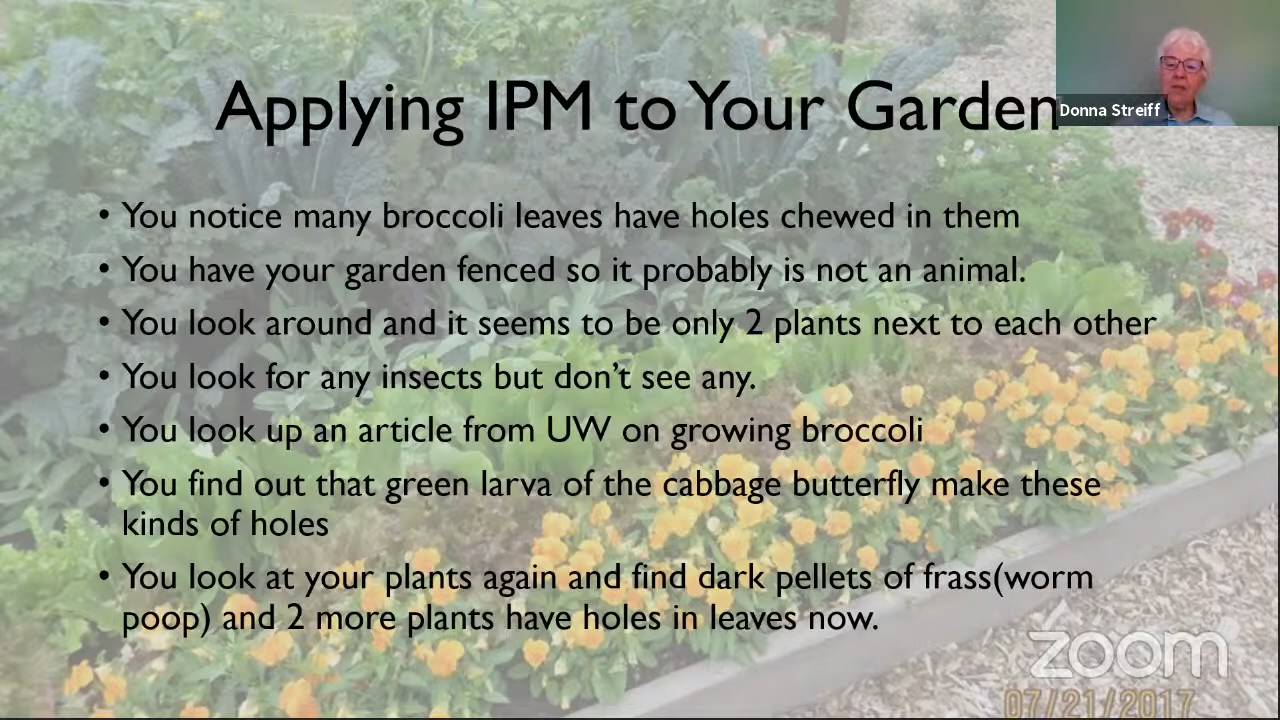 Applying IPM to Your Garden
Donna Streiff
• You notice many broccoli leaves have holes chewed in them
• You have your garden fenced so it probably is not an animal.
• You look around and it seems to be only 2 plants next to each other
• You look for any insects but don’t see any.
• You look up an article from UW on growing broccoli
• You find out that green larva of the cabbage butterfly make these
kinds of holes
• You look at your plants again and find dark pellets of frass(worm
poop) and 2 more plants have holes in leaves now.
zoom
07/21/2017